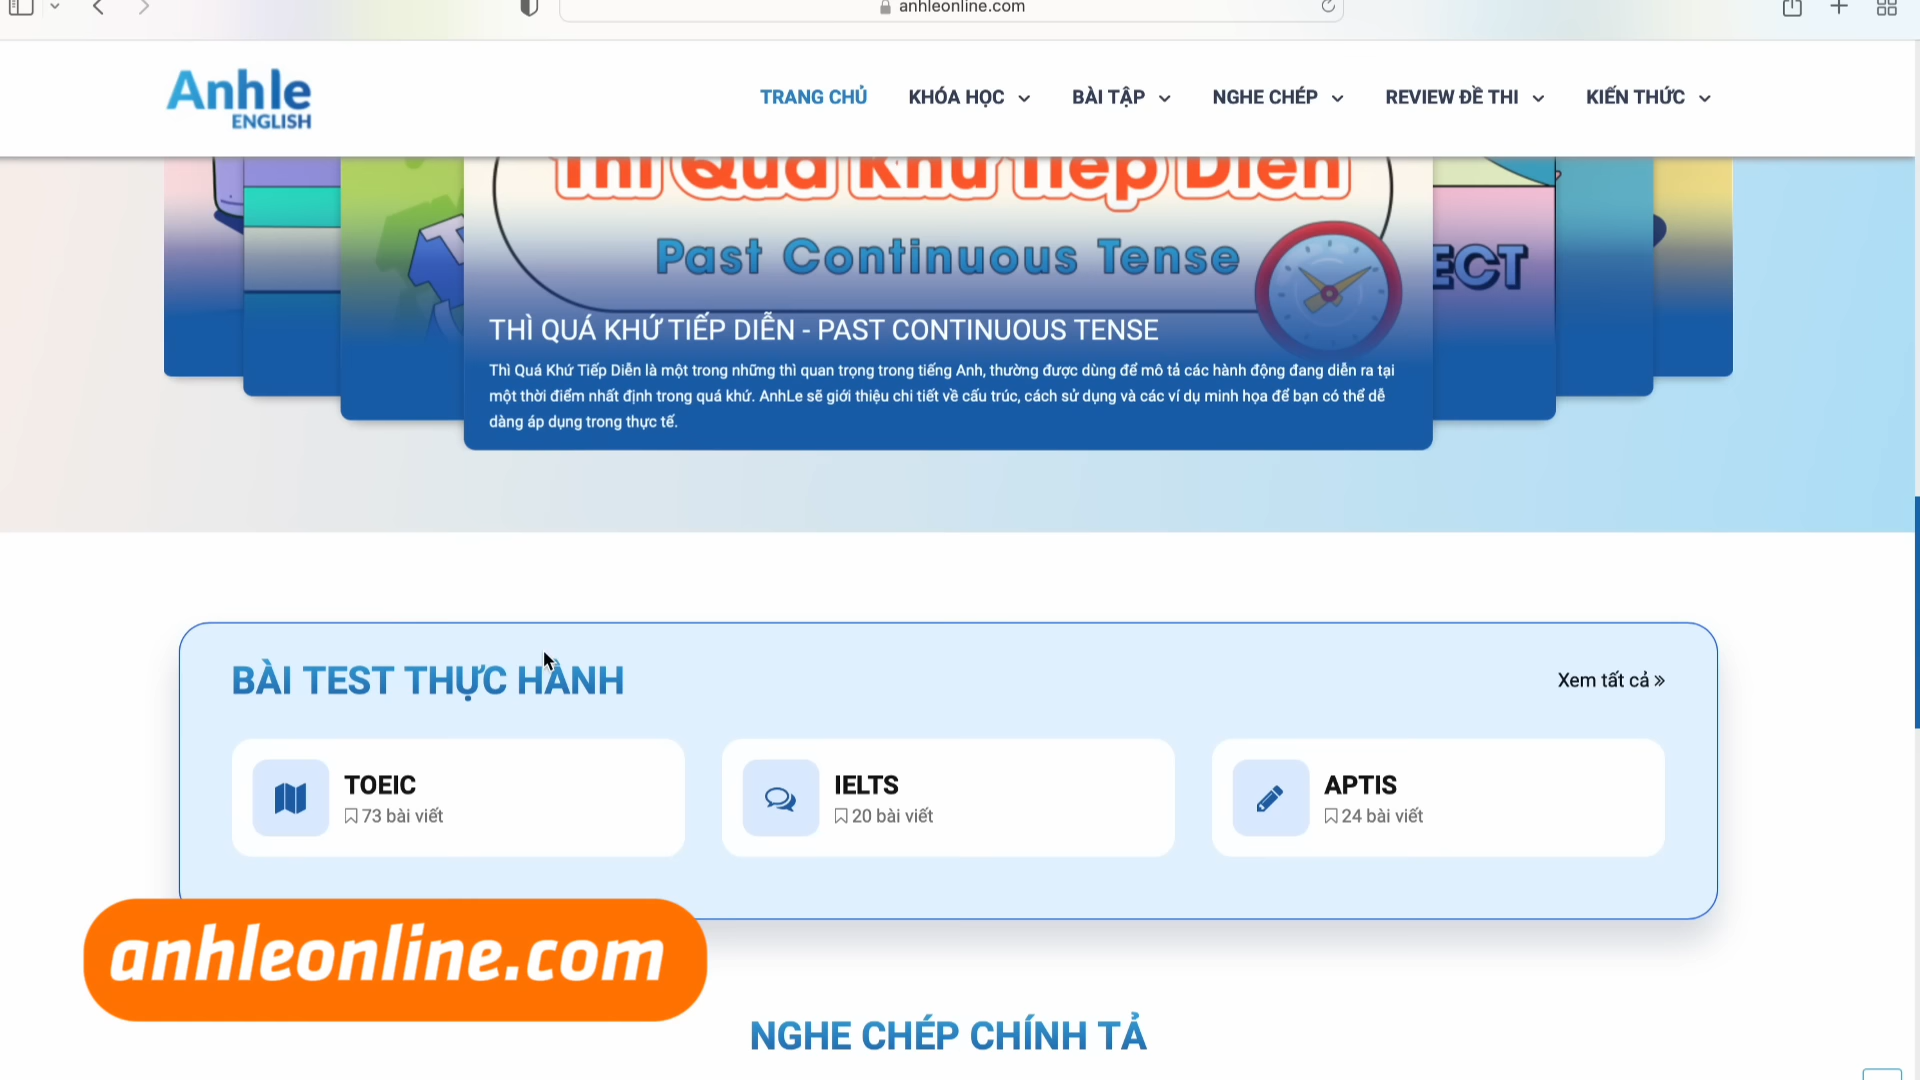 anhleonline.com
Anhle
ENGLISH
TRANG CHỦ KHÓA HỌC BÀI TẬP NGHE CHÉP REVIEW ĐỀ THI KIẾN THỨC
Thì Quá Khứ Tiếp Diễn
Past Continuous Tense
ECT
THÌ QUÁ KHỨ TIẾP DIỄN - PAST CONTINUOUS TENSE
Thì Quá Khứ Tiếp Diễn là một trong những thì quan trọng trong tiếng Anh, thường được dùng để mô tả các hành động đang diễn ra tại
một thời điểm nhất định trong quá khứ. AnhLe sẽ giới thiệu chi tiết về cấu trúc, cách sử dụng và các ví dụ minh họa để bạn có thể dễ
dàng áp dụng trong thực tế.
BÀI TEST THỰC HÀNH
Xem tất cả »
TOEIC
73 bài viết
IELTS
20 bài viết
APTIS
24 bài viết
anhleonline.com
NGHE CHÉP CHÍNH TẢ